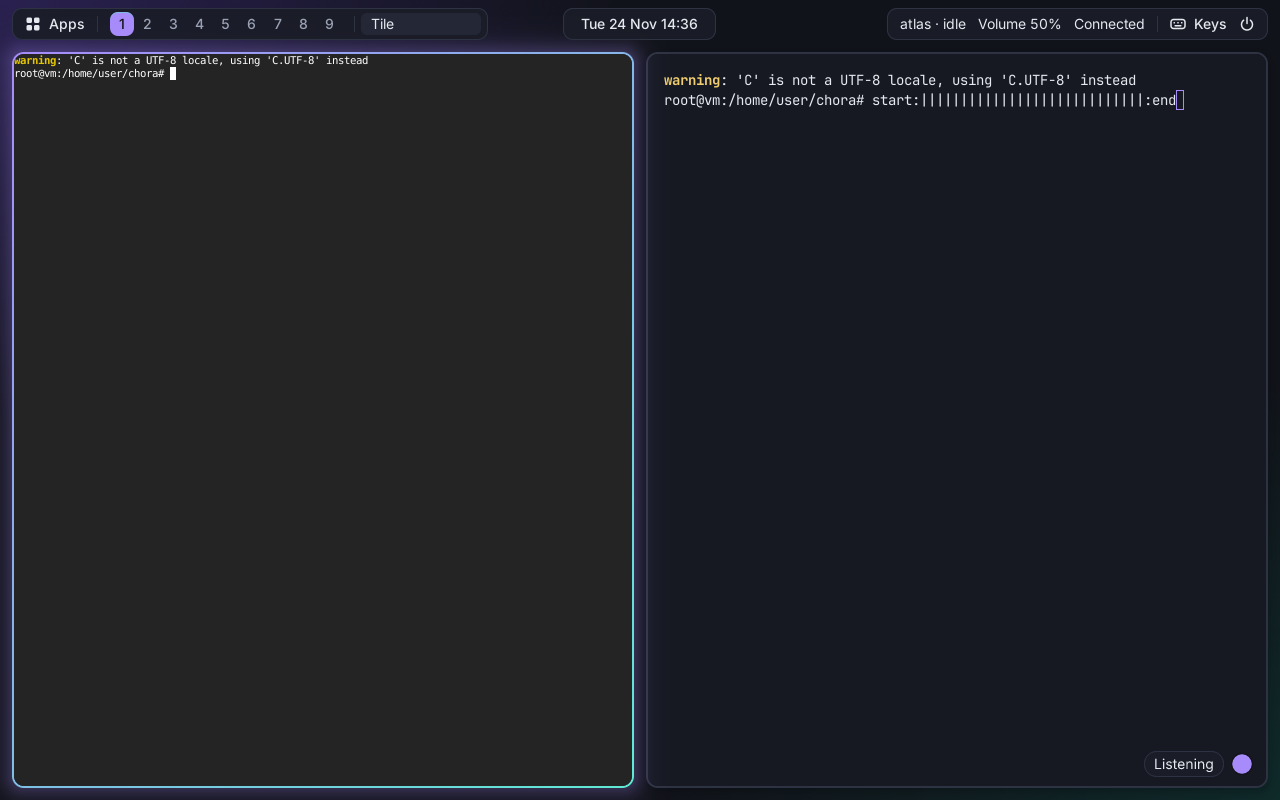 Apps 1 2 3 4 5 6 7 8 9 Tile
Tue 24 Nov 14:36
atlas · idle Volume 50% Connected Keys
warning: 'C' is not a UTF-8 locale, using 'C.UTF-8' instead
root@vm:/home/user/chora#
warning: 'C' is not a UTF-8 locale, using 'C.UTF-8' instead
root@vm:/home/user/chora# start:||||||||||||||||||||||||||||:end
Listening